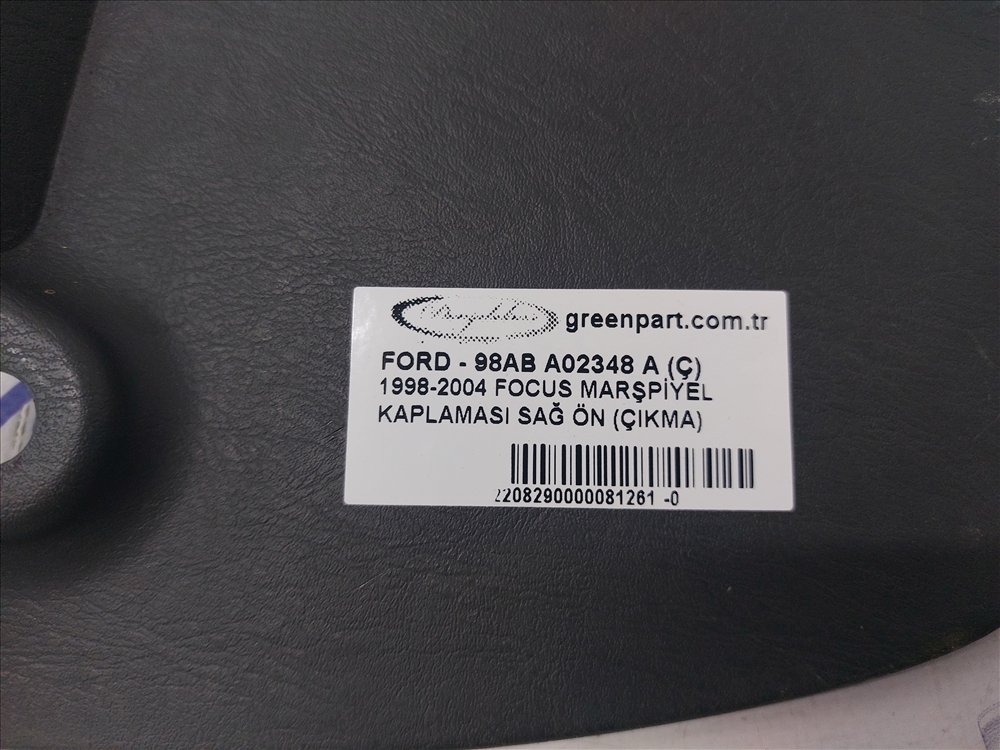 greenpart.com.tr
FORD - 98AB A02348 A (Ç)
1998-2004 FOCUS MARŞPİYEL
KAPLAMASI SAĞ ÖN (ÇIKMA)
2208290000081261 -0